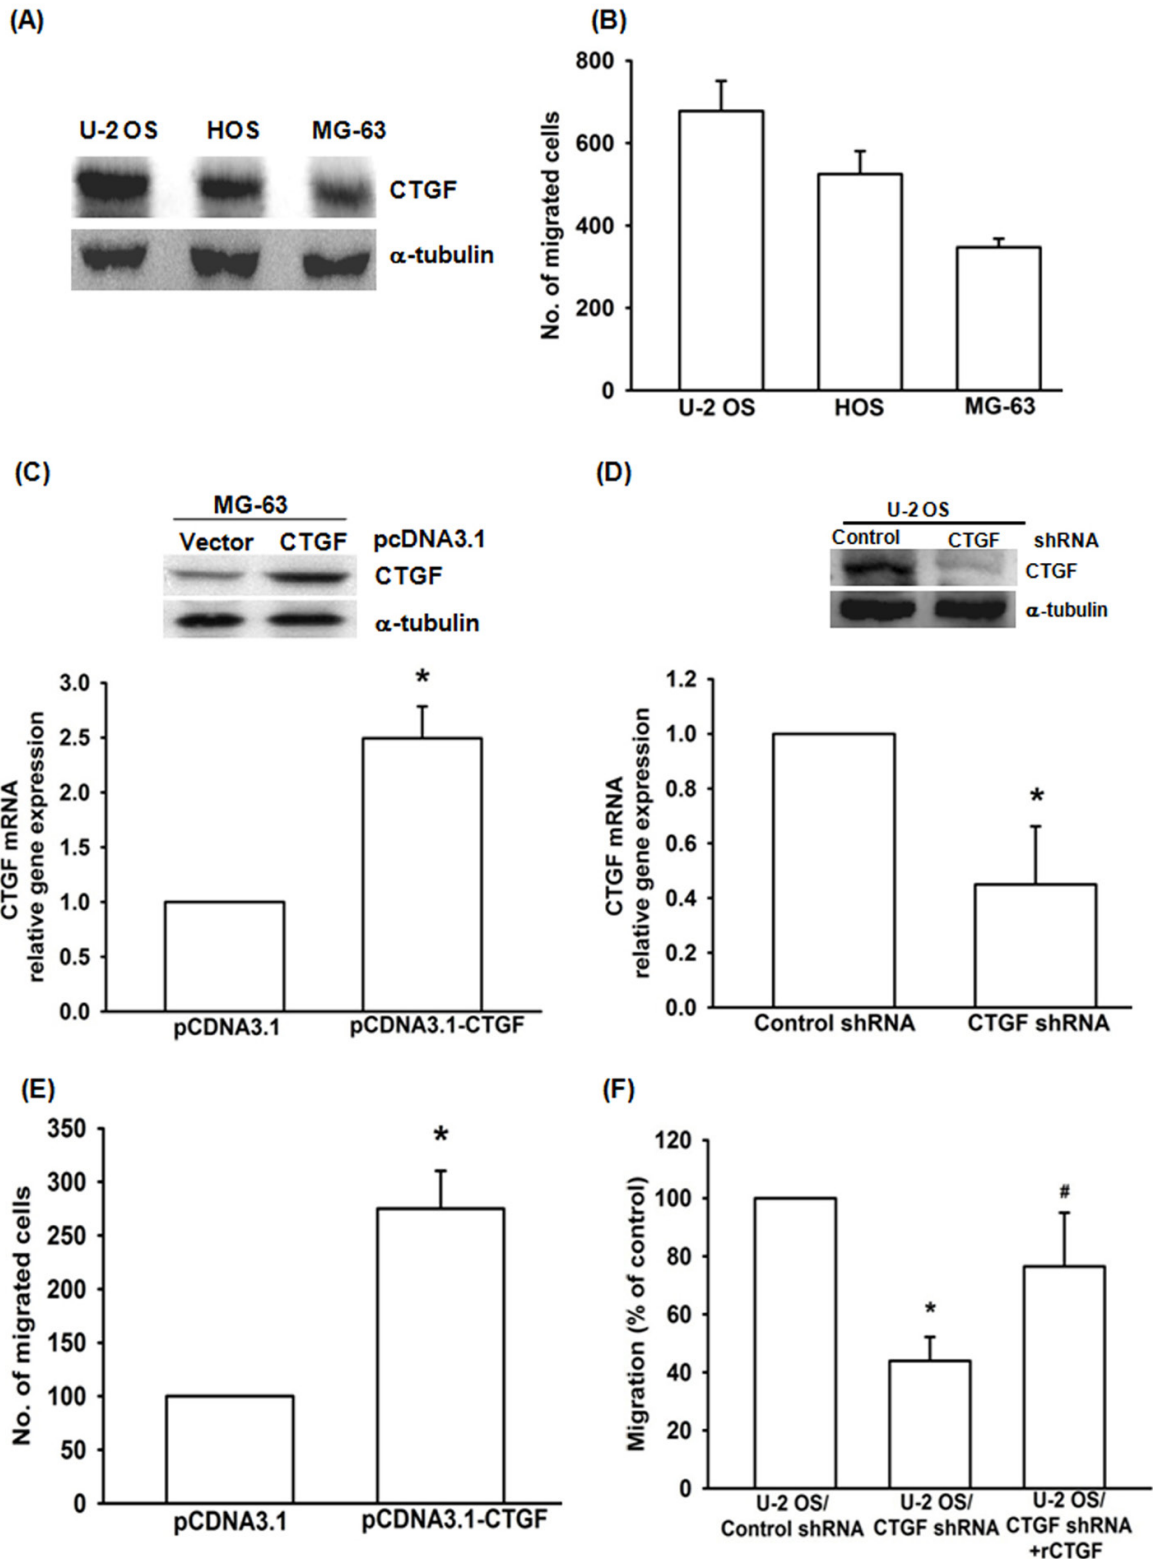 (A)
U-2 OS HOS MG-63
CTGF
α-tubulin
(B)
800
600
400
200
0
No. of migrated cells
U-2 OS HOS MG-63
(C)
MG-63
Vector CTGF pcDNA3.1
CTGF
α-tubulin
3.0
2.5
2.0
1.5
1.0
0.5
0.0
CTGF mRNA
relative gene expression
*
pCDNA3.1 pCDNA3.1-CTGF
(D)
U-2 OS
Control CTGF shRNA
CTGF
α-tubulin
1.2
1.0
0.8
0.6
0.4
0.2
0.0
CTGF mRNA
relative gene expression
*
Control shRNA CTGF shRNA
(E)
350
300
250
200
150
100
50
0
No. of migrated cells
*
pCDNA3.1 pCDNA3.1-CTGF
(F)
120
100
80
60
40
20
0
Migration (% of control)
*
#
U-2 OS/ U-2 OS/ U-2 OS/
Control shRNA CTGF shRNA CTGF shRNA
+rCTGF